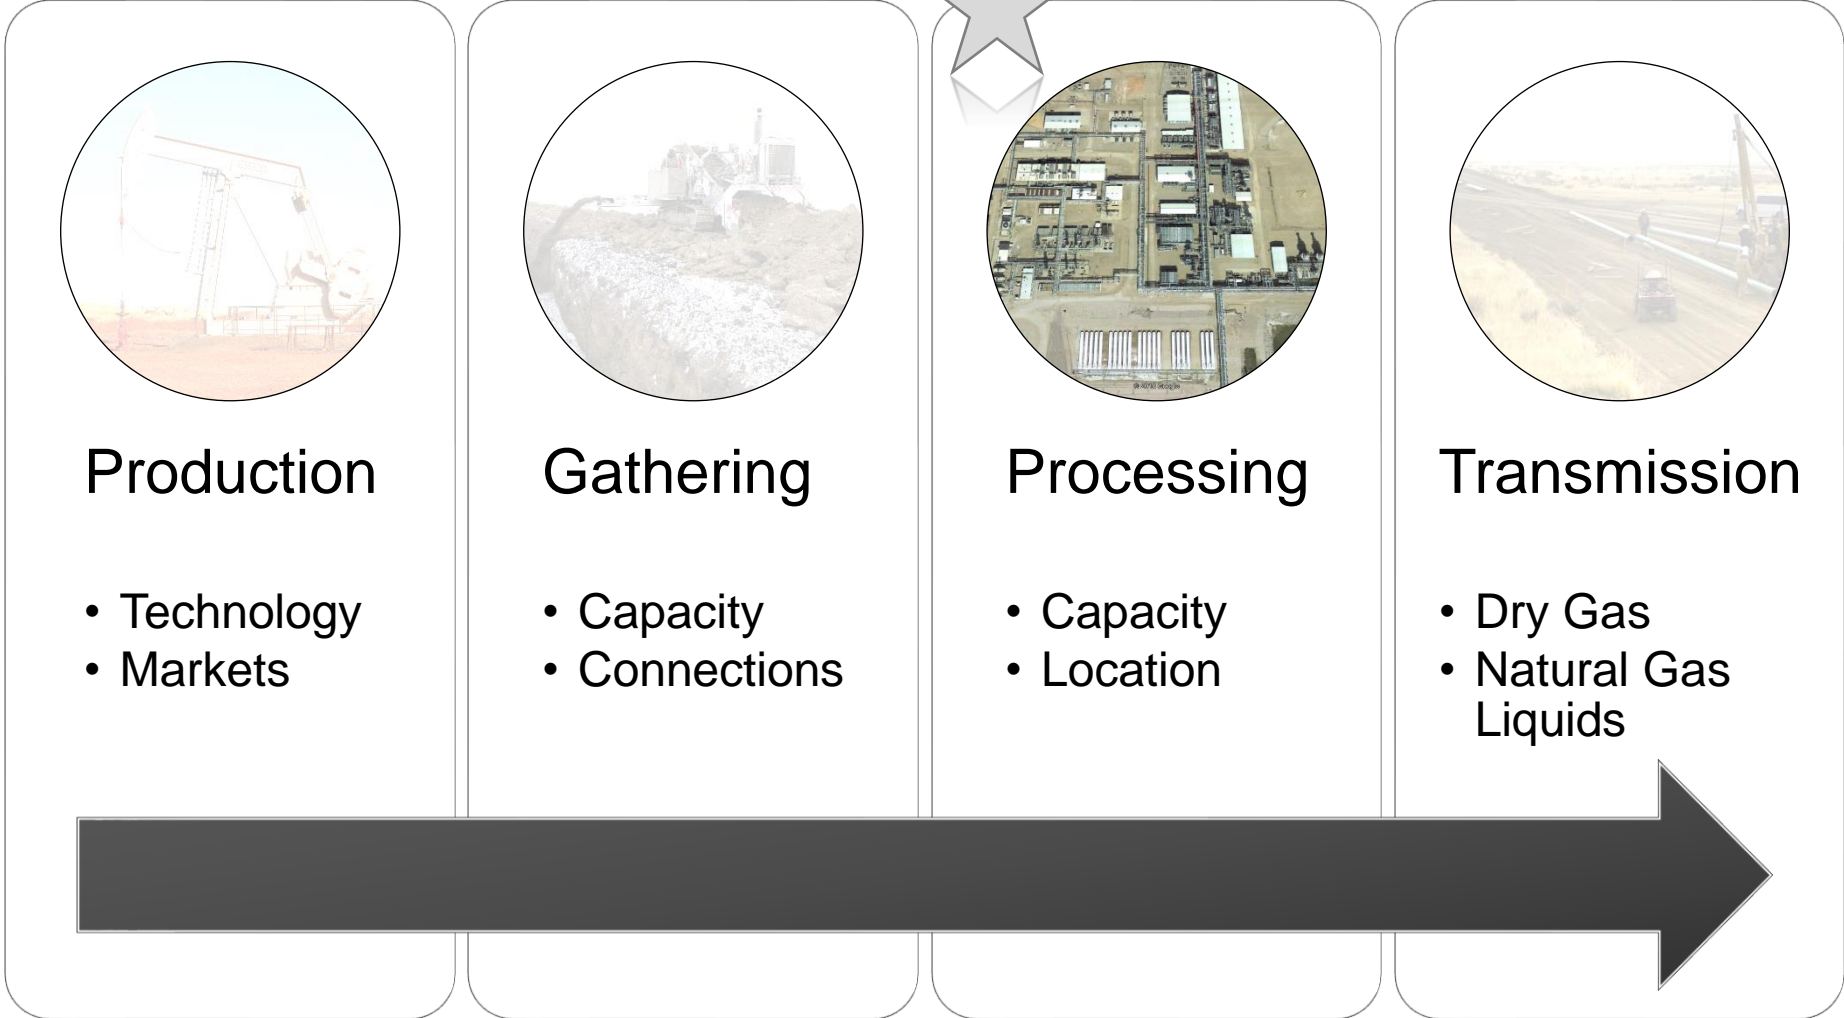 Production
Technology
Markets
Gathering
Capacity
Connections
Processing
Capacity
Location
Transmission
Dry Gas
Natural Gas
Liquids